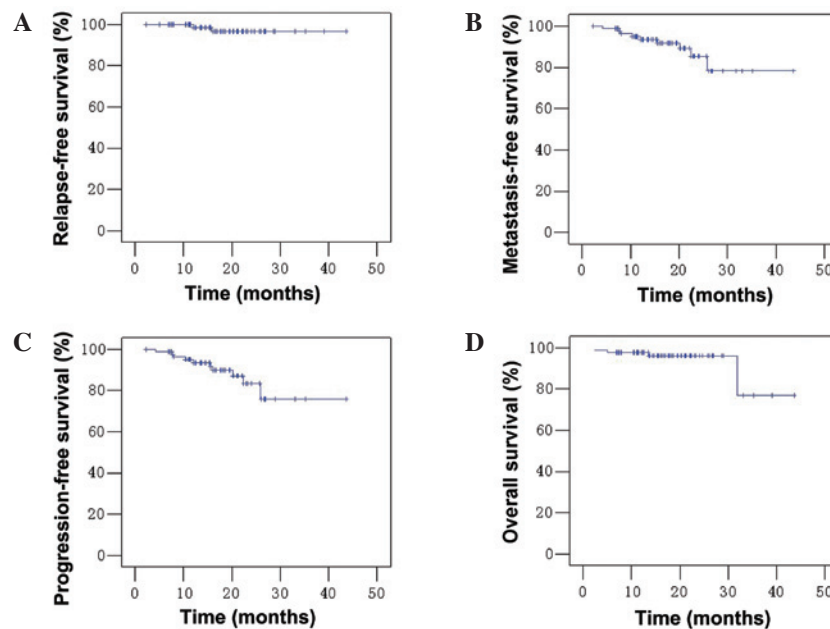 A
Relapse-free survival (%)
100
80
60
40
20
0
0 10 20 30 40 50
Time (months)
B
Metastasis-free survival (%)
100
80
60
40
20
0
0 10 20 30 40 50
Time (months)
C
Progression-free survival (%)
100
80
60
40
20
0
0 10 20 30 40 50
Time (months)
D
Overall survival (%)
100
80
60
40
20
0
0 10 20 30 40 50
Time (months)